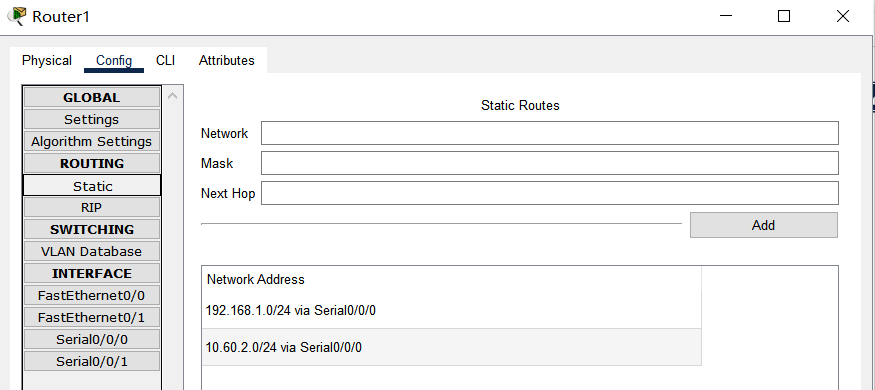 Router1
Physical Config CLI Attributes
GLOBAL
Settings
Algorithm Settings
ROUTING
Static
RIP
SWITCHING
VLAN Database
INTERFACE
FastEthernet0/0
FastEthernet0/1
Serial0/0/0
Serial0/0/1
Static Routes
Network
Mask
Next Hop
Add
Network Address
192.168.1.0/24 via Serial0/0/0
10.60.2.0/24 via Serial0/0/0